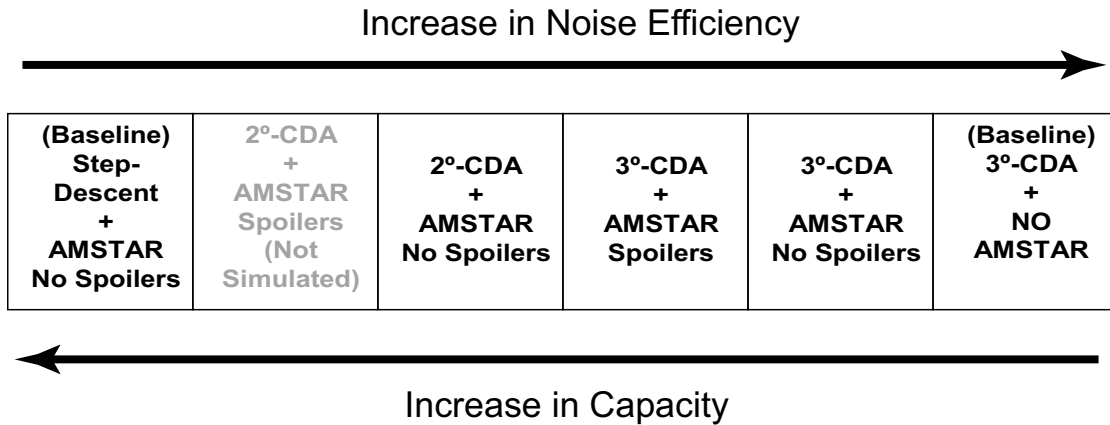 Increase in Noise Efficiency
(Baseline)
Step-
Descent
+
AMSTAR
No Spoilers
2º-CDA
+
AMSTAR
Spoilers
(Not
Simulated)
2º-CDA
+
AMSTAR
No Spoilers
3º-CDA
+
AMSTAR
Spoilers
3º-CDA
+
AMSTAR
No Spoilers
(Baseline)
3º-CDA
+
NO
AMSTAR
Increase in Capacity